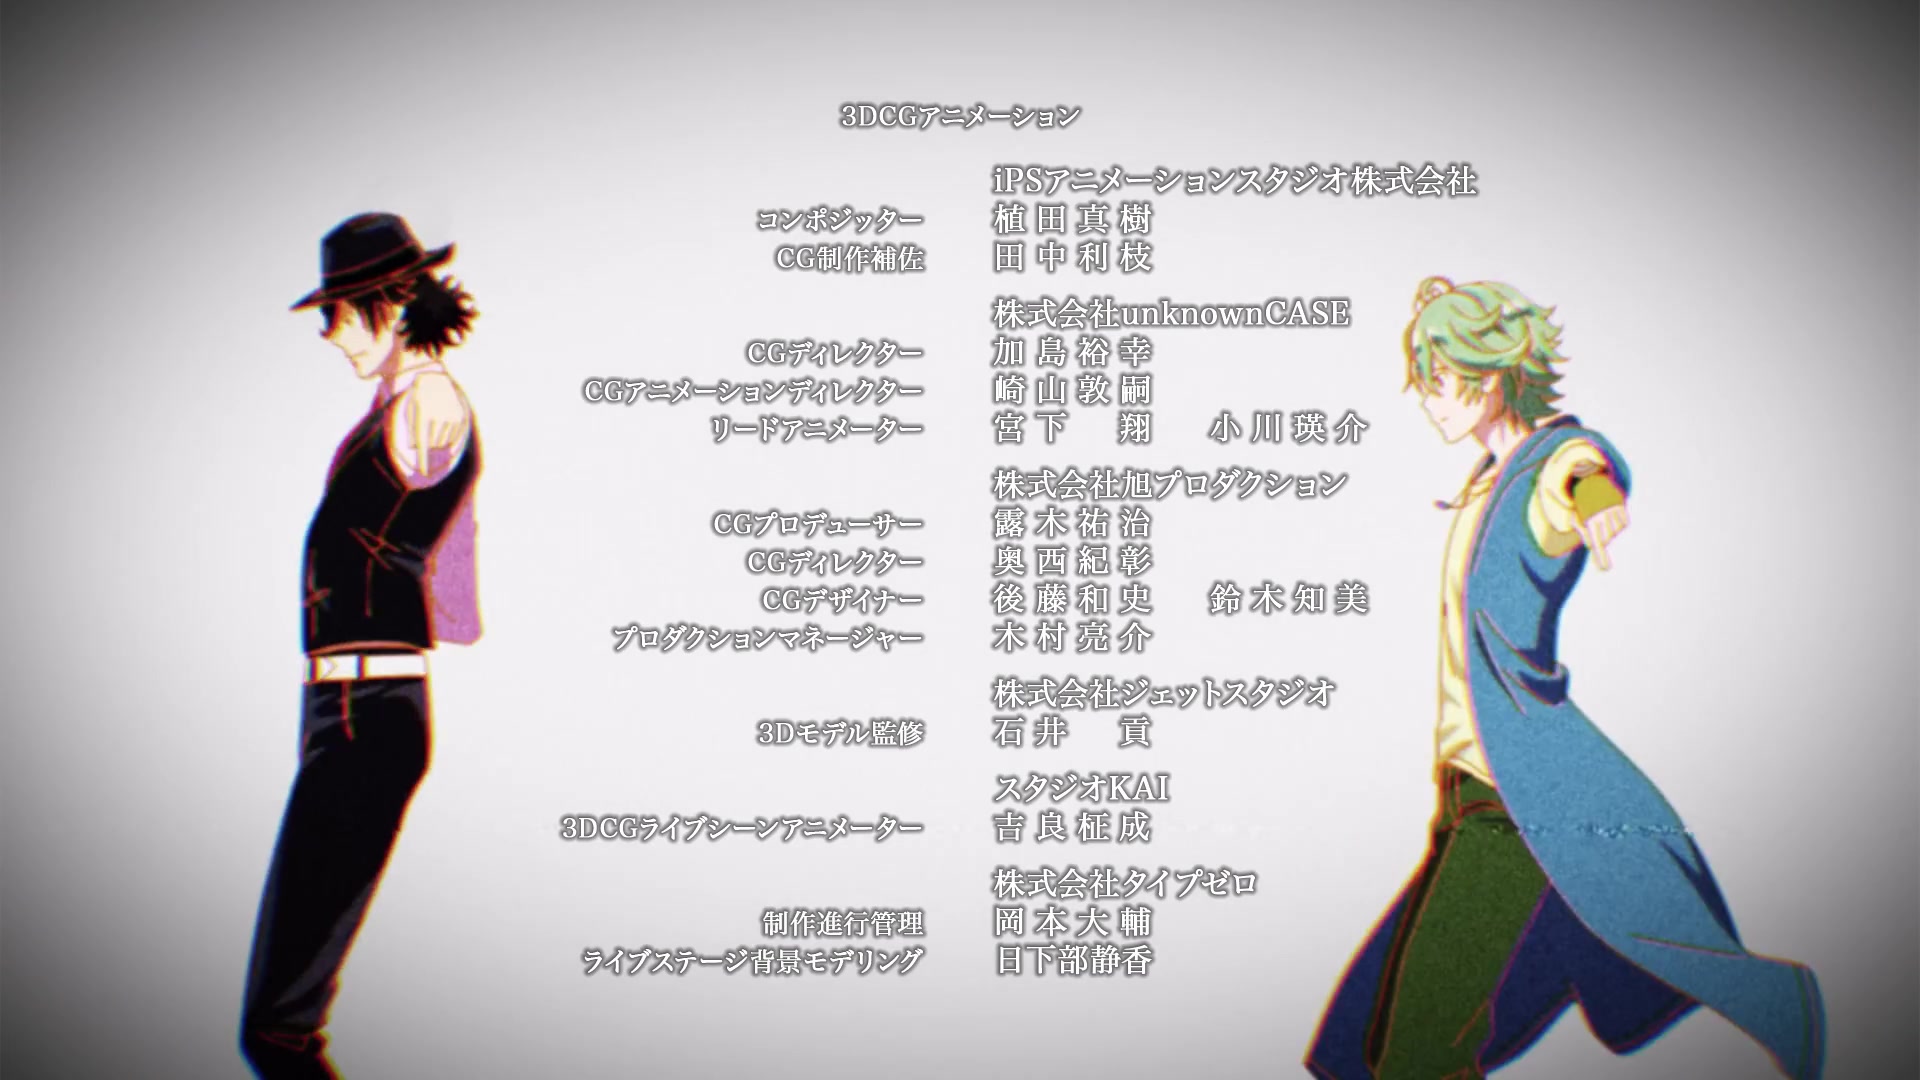 3DCGアニメーション
iPSアニメーションスタジオ株式会社
コンポジッター 植田真樹
CG制作補佐 田中利枝
株式会社unknownCASE
CGディレクター 加島裕幸
CGアニメーションディレクター 崎山敦嗣
リードアニメーター 宮下 翔 小川瑛介
株式会社旭プロダクション
CGプロデューサー 露木祐治
CGディレクター 奥西紀彰
CGデザイナー 後藤和史 鈴木知美
プロダクションマネージャー 木村亮介
株式会社ジェットスタジオ
3Dモデル監修 石井 貢
スタジオKAI
3DCGライブシーンアニメーター 吉良柾成
株式会社タイプゼロ
制作進行管理 岡本大輔
ライブステージ背景モデリング 日下部静香